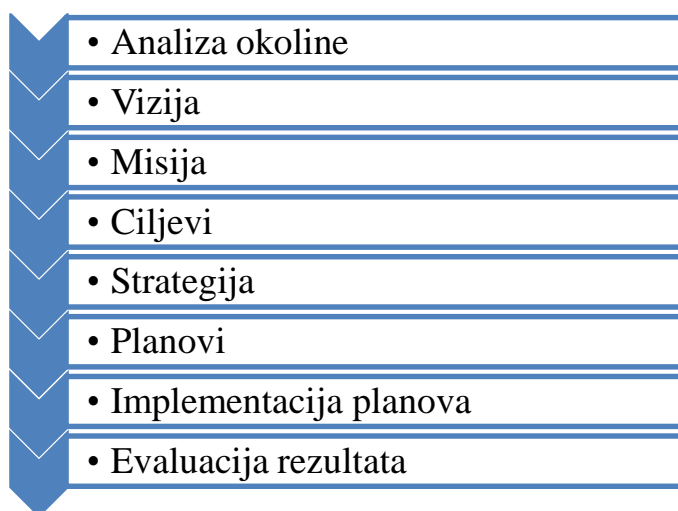 • Analiza okoline
• Vizija
• Misija
• Ciljevi
• Strategija
• Planovi
• Implementacija planova
• Evaluacija rezultata